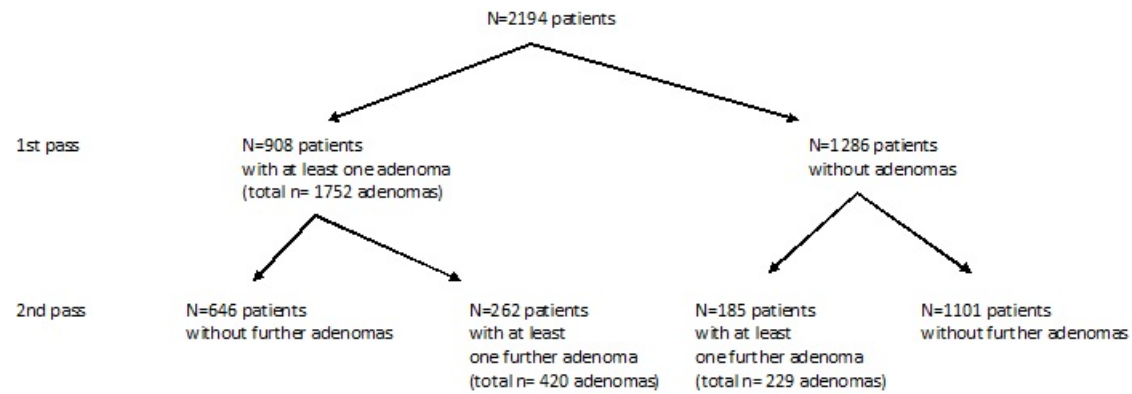 N=2194 patients
1st pass
N=908 patients
with at least one adenoma
(total n= 1752 adenomas)
N=1286 patients
without adenomas
2nd pass
N=646 patients
without further adenomas
N=262 patients
with at least
one further adenoma
(total n= 420 adenomas)
N=185 patients
with at least
one further adenoma
(total n= 229 adenomas)
N=1101 patients
without further adenomas